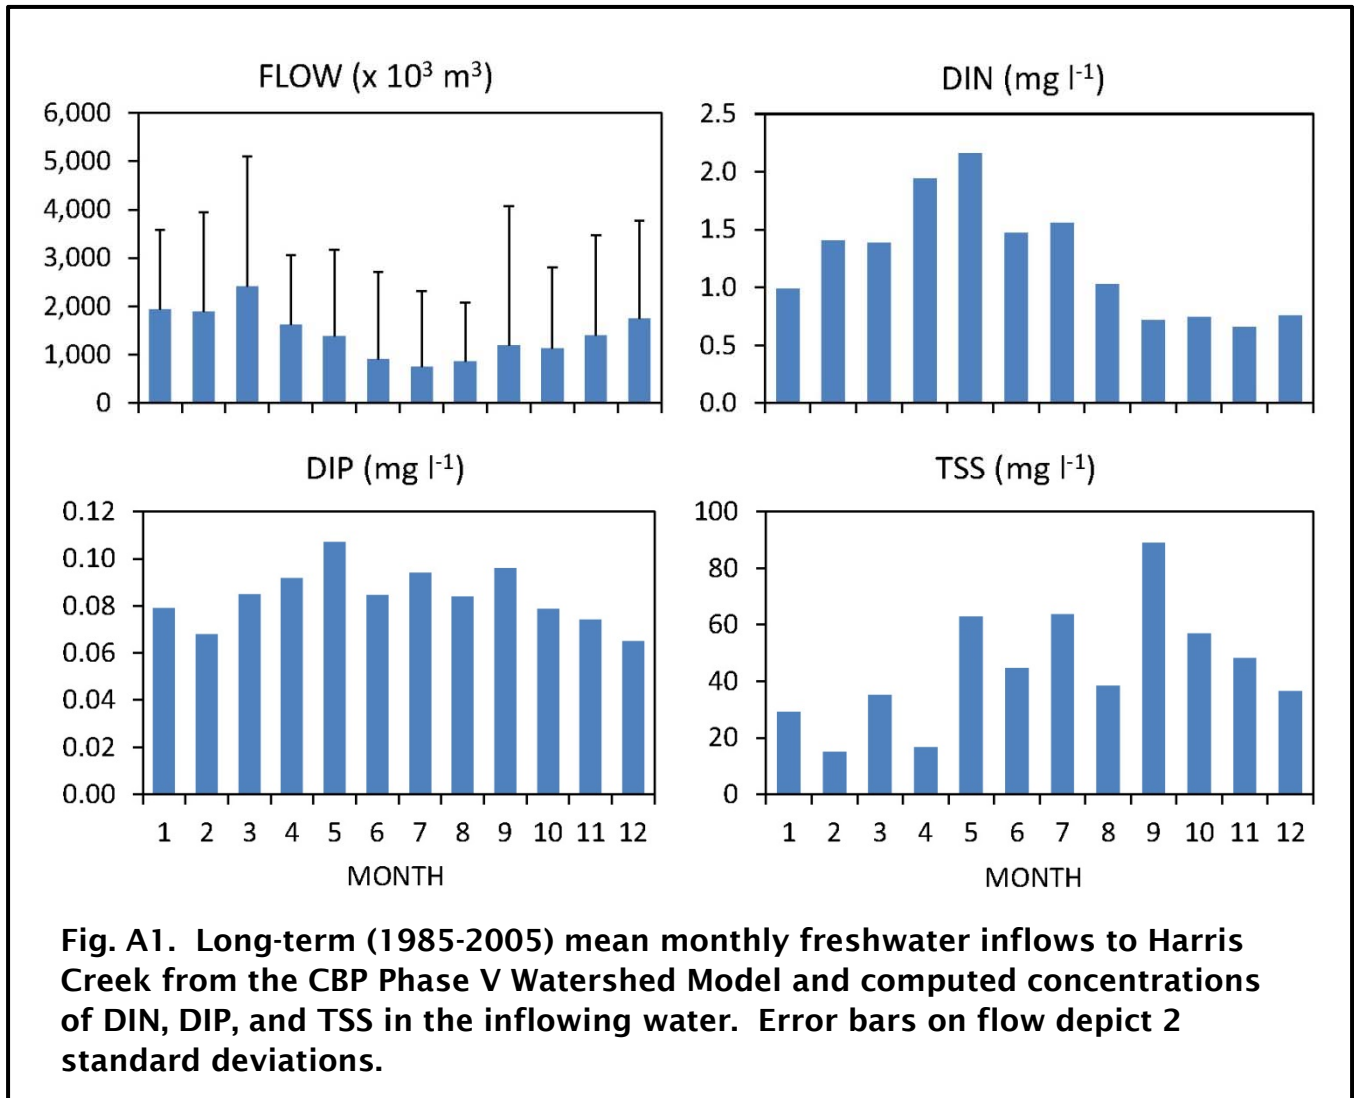 FLOW (x 10³ m³)
6,000
5,000
4,000
3,000
2,000
1,000
0
DIN (mg l⁻¹)
2.5
2.0
1.5
1.0
0.5
0.0
DIP (mg l⁻¹)
0.12
0.10
0.08
0.06
0.04
0.02
0.00
1 2 3 4 5 6 7 8 9 10 11 12
MONTH
TSS (mg l⁻¹)
100
80
60
40
20
0
1 2 3 4 5 6 7 8 9 10 11 12
MONTH
Fig. A1. Long-term (1985-2005) mean monthly freshwater inflows to Harris
Creek from the CBP Phase V Watershed Model and computed concentrations
of DIN, DIP, and TSS in the inflowing water. Error bars on flow depict 2
standard deviations.